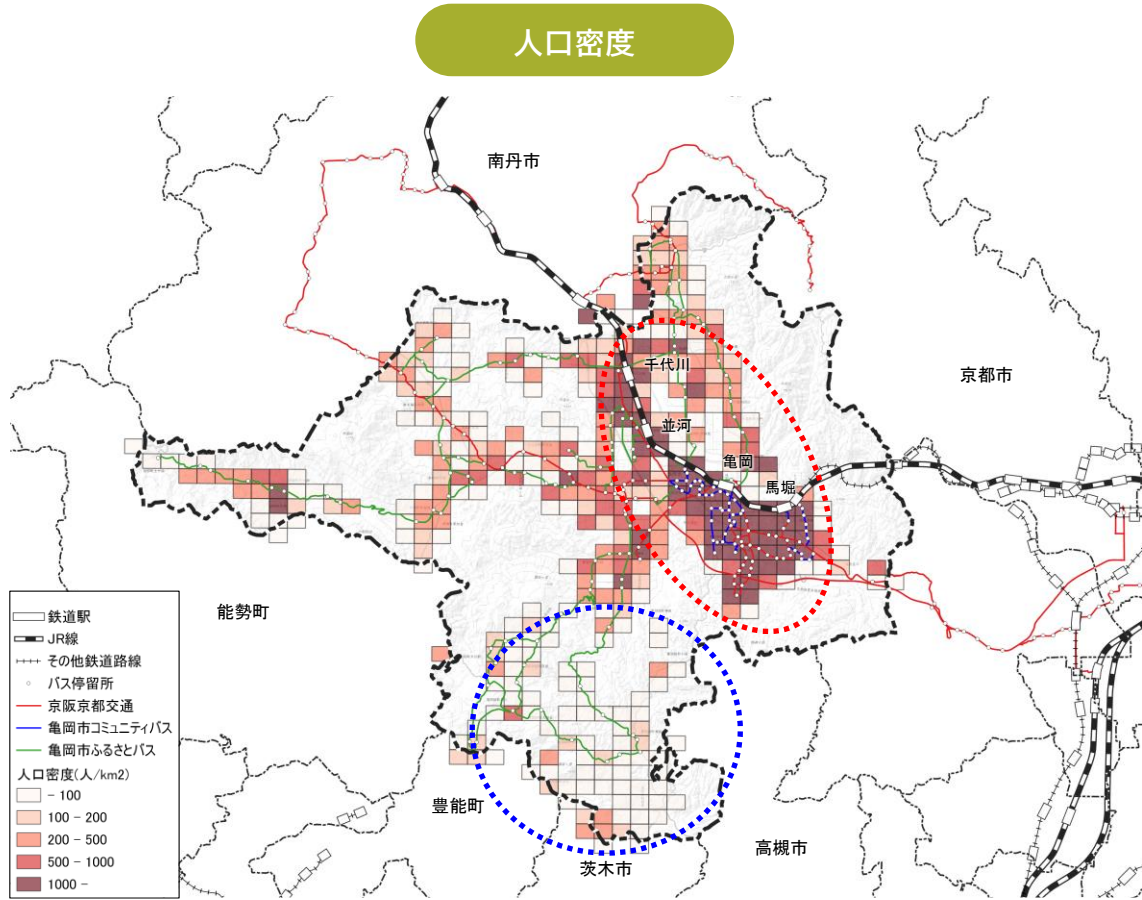 人口密度
南丹市
京都市
千代川
並河
亀岡
馬堀
能勢町
豊能町
茨木市
高槻市
鉄道駅
JR線
その他鉄道路線
バス停留所
京阪京都交通
亀岡市コミュニティバス
亀岡市ふるさとバス
人口密度(人/km2)
- 100
100 - 200
200 - 500
500 - 1000
1000 -